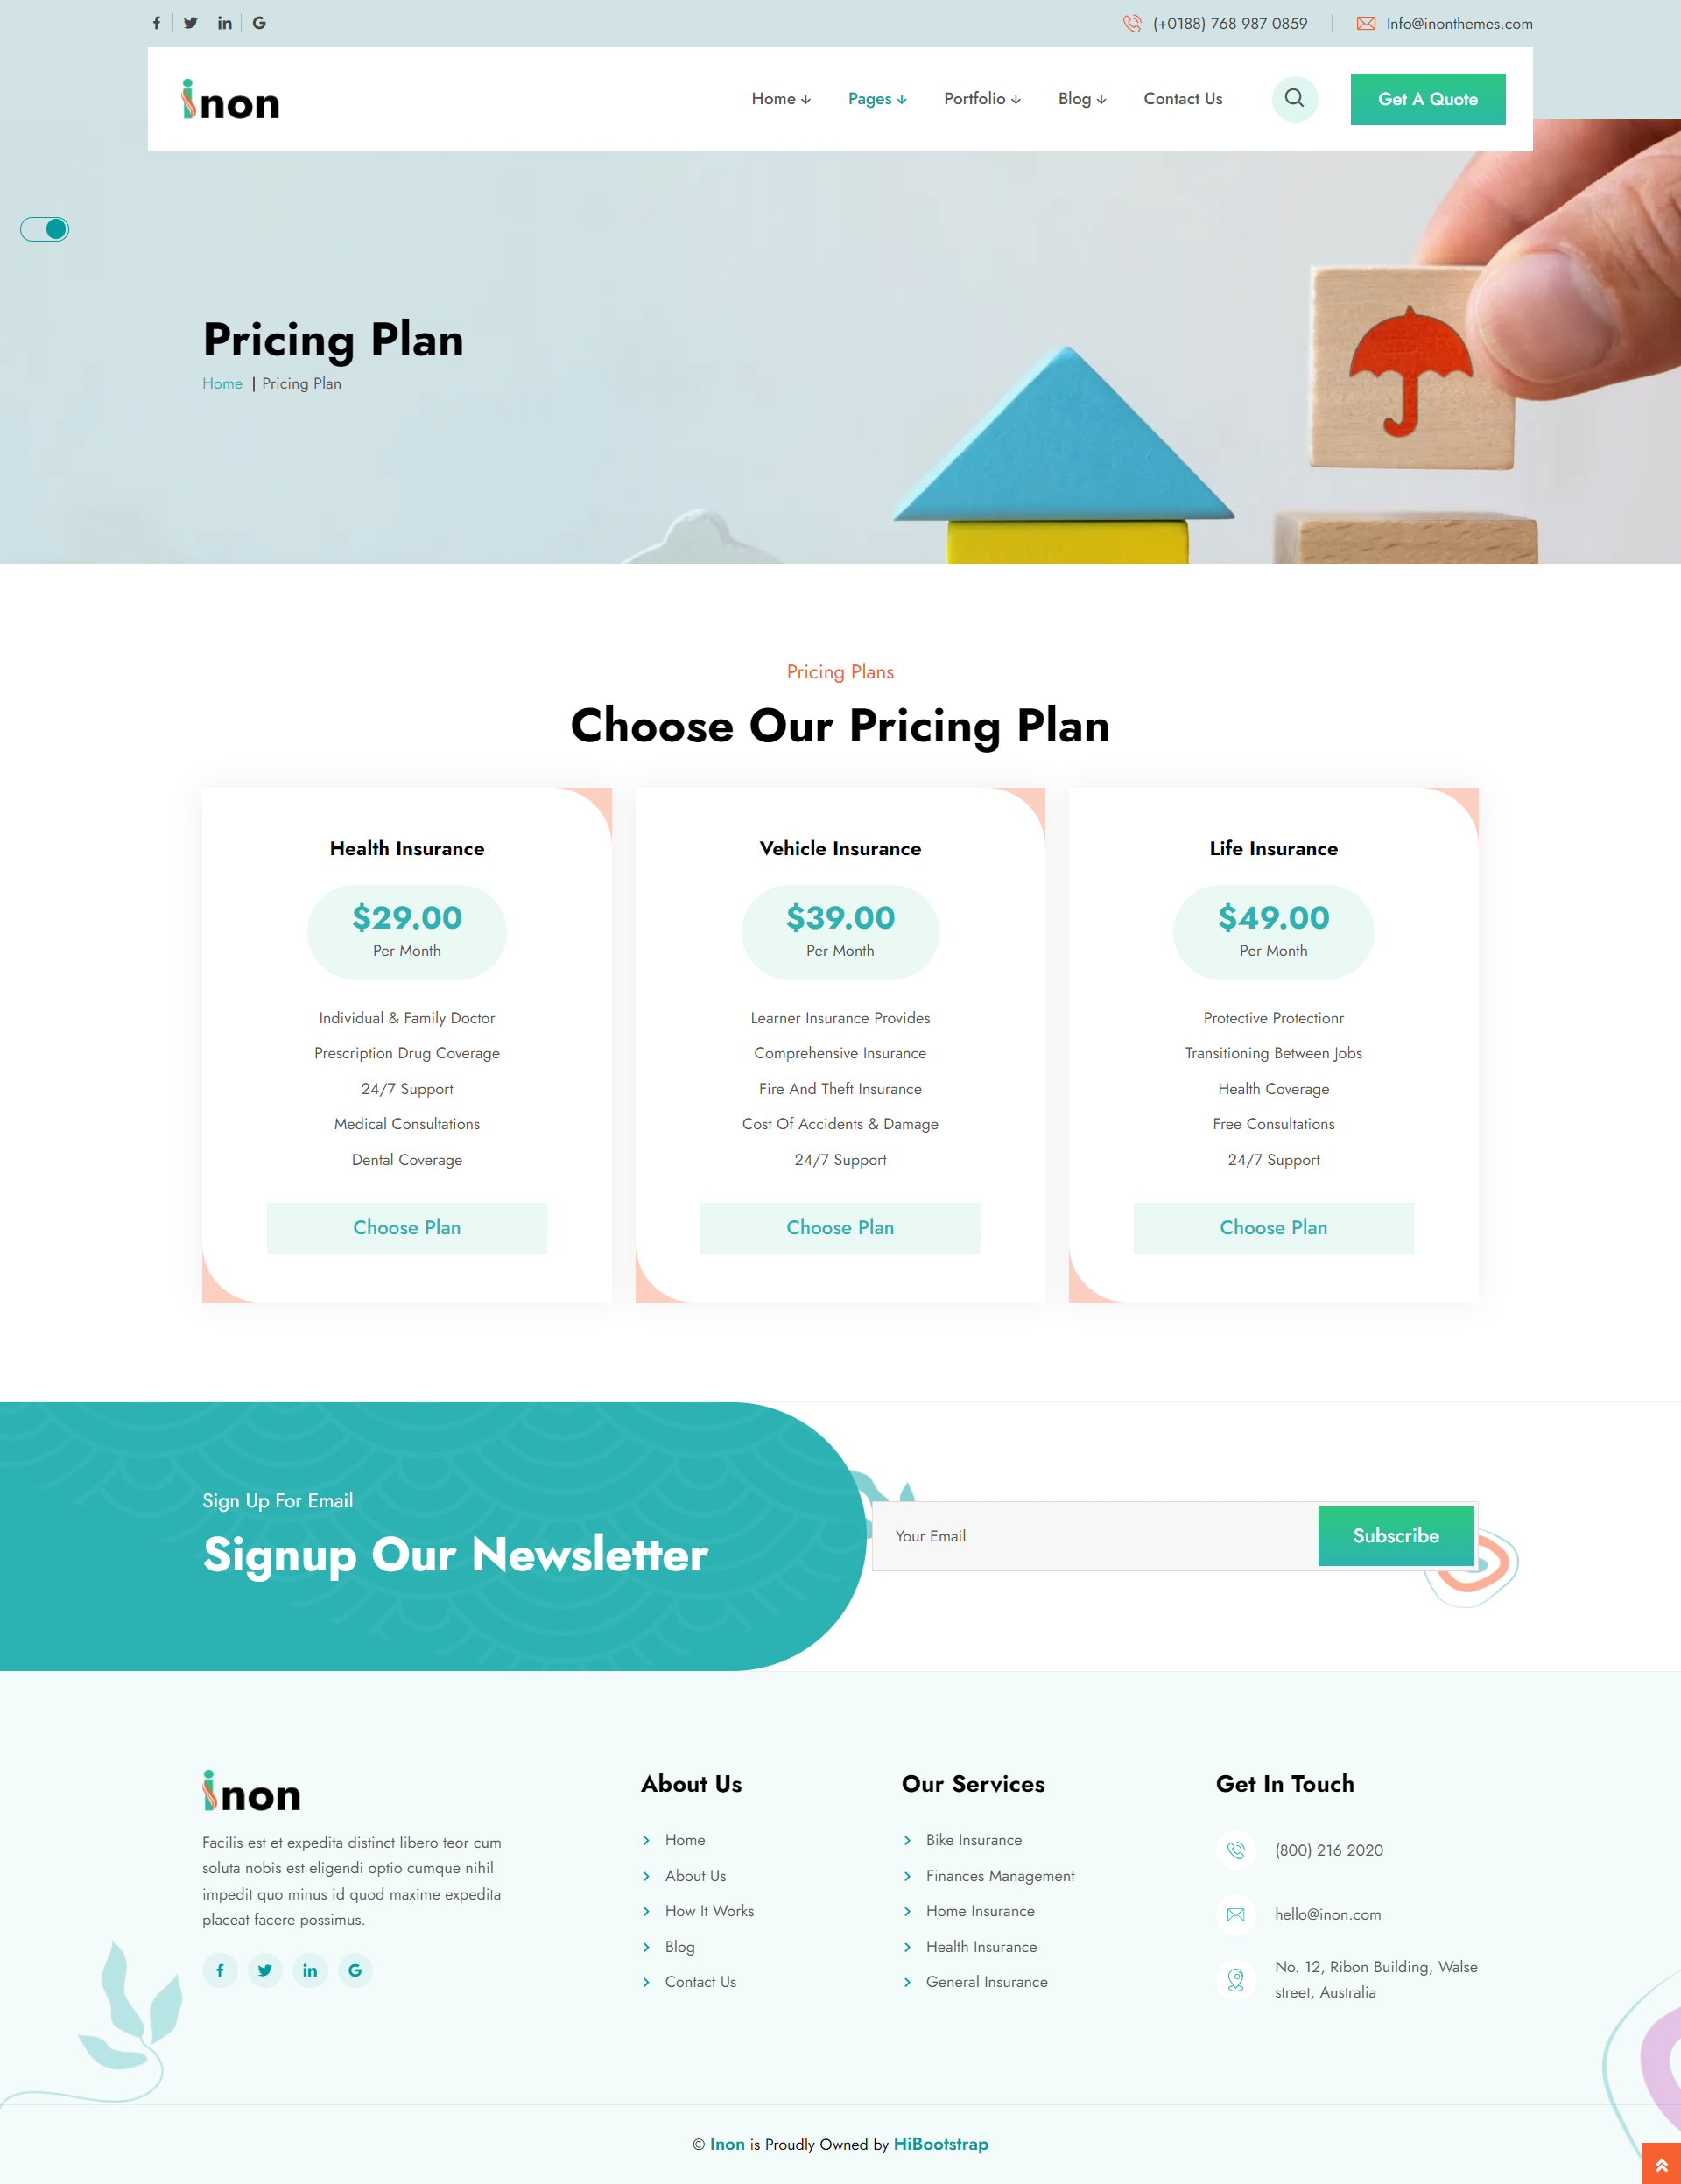 (+0188) 768 987 0859
Info@inonthemes.com
inon
Home
Pages
Portfolio
Blog
Contact Us
Get A Quote
Pricing Plan
Home | Pricing Plan
Pricing Plans
Choose Our Pricing Plan
Health Insurance
$29.00
Per Month
Individual & Family Doctor
Prescription Drug Coverage
24/7 Support
Medical Consultations
Dental Coverage
Choose Plan
Vehicle Insurance
$39.00
Per Month
Learner Insurance Provides
Comprehensive Insurance
Fire And Theft Insurance
Cost Of Accidents & Damage
24/7 Support
Choose Plan
Life Insurance
$49.00
Per Month
Protective Protectionr
Transitioning Between Jobs
Health Coverage
Free Consultations
24/7 Support
Choose Plan
Sign Up For Email
Signup Our Newsletter
Your Email
Subscribe
inon
Facilis est et expedita distinct libero teor cum
soluta nobis est eligendi optio cumque nihil
impedit quo minus id quod maxime expedita
placeat facere possimus.
About Us
Home
About Us
How It Works
Blog
Contact Us
Our Services
Bike Insurance
Finances Management
Home Insurance
Health Insurance
General Insurance
Get In Touch
(800) 216 2020
hello@inon.com
No. 12, Ribon Building, Walse
street, Australia
© Inon is Proudly Owned by HiBootstrap